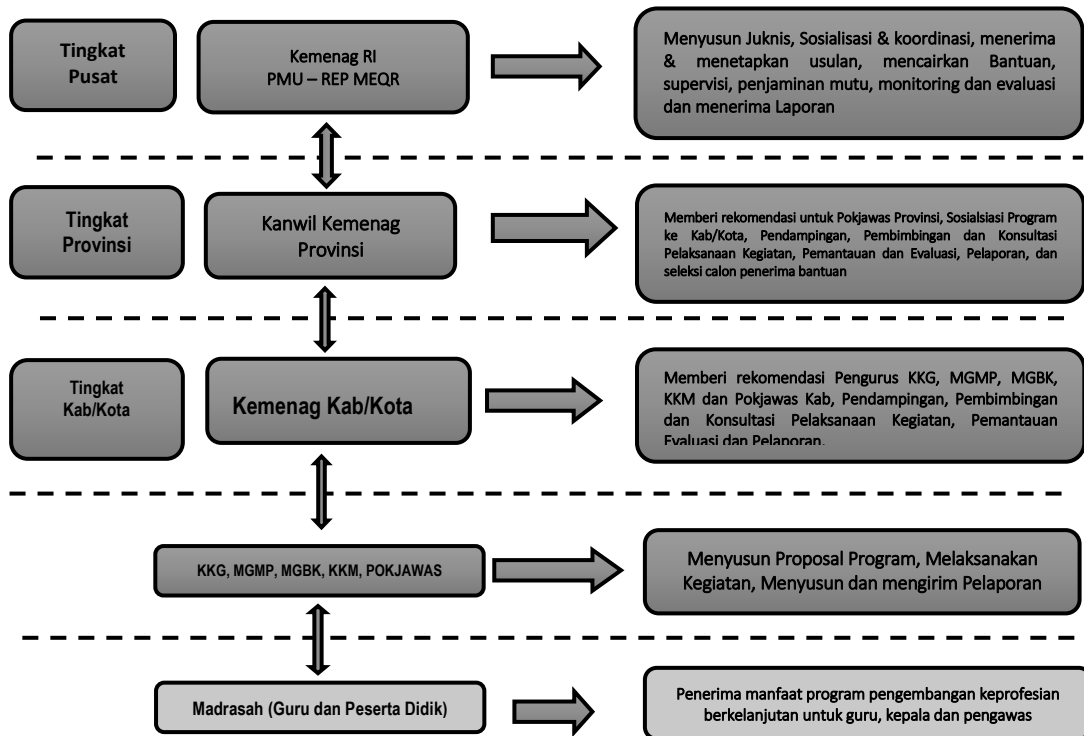 Tingkat
Pusat
Kemenag RI
PMU – REP MEQR
Menyusun Juknis, Sosialisasi & koordinasi, menerima
& menetapkan usulan, mencairkan Bantuan,
supervisi, penjaminan mutu, monitoring dan evaluasi
dan menerima Laporan
Tingkat
Provinsi
Kanwil Kemenag
Provinsi
Memberi rekomendasi untuk Pokjawas Provinsi, Sosialsiasi Program
ke Kab/Kota, Pendampingan, Pembimbingan dan Konsultasi
Pelaksanaan Kegiatan, Pemantauan dan Evaluasi, Pelaporan, dan
seleksi calon penerima bantuan
Tingkat
Kab/Kota
Kemenag Kab/Kota
Memberi rekomendasi Pengurus KKG, MGMP, MGBK,
KKM dan Pokjawas Kab, Pendampingan, Pembimbingan
dan Konsultasi Pelaksanaan Kegiatan, Pemantauan
Evaluasi dan Pelaporan.
KKG, MGMP, MGBK, KKM, POKJAWAS
Menyusun Proposal Program, Melaksanakan
Kegiatan, Menyusun dan mengirim Pelaporan
Madrasah (Guru dan Peserta Didik)
Penerima manfaat program pengembangan keprofesian
berkelanjutan untuk guru, kepala dan pengawas